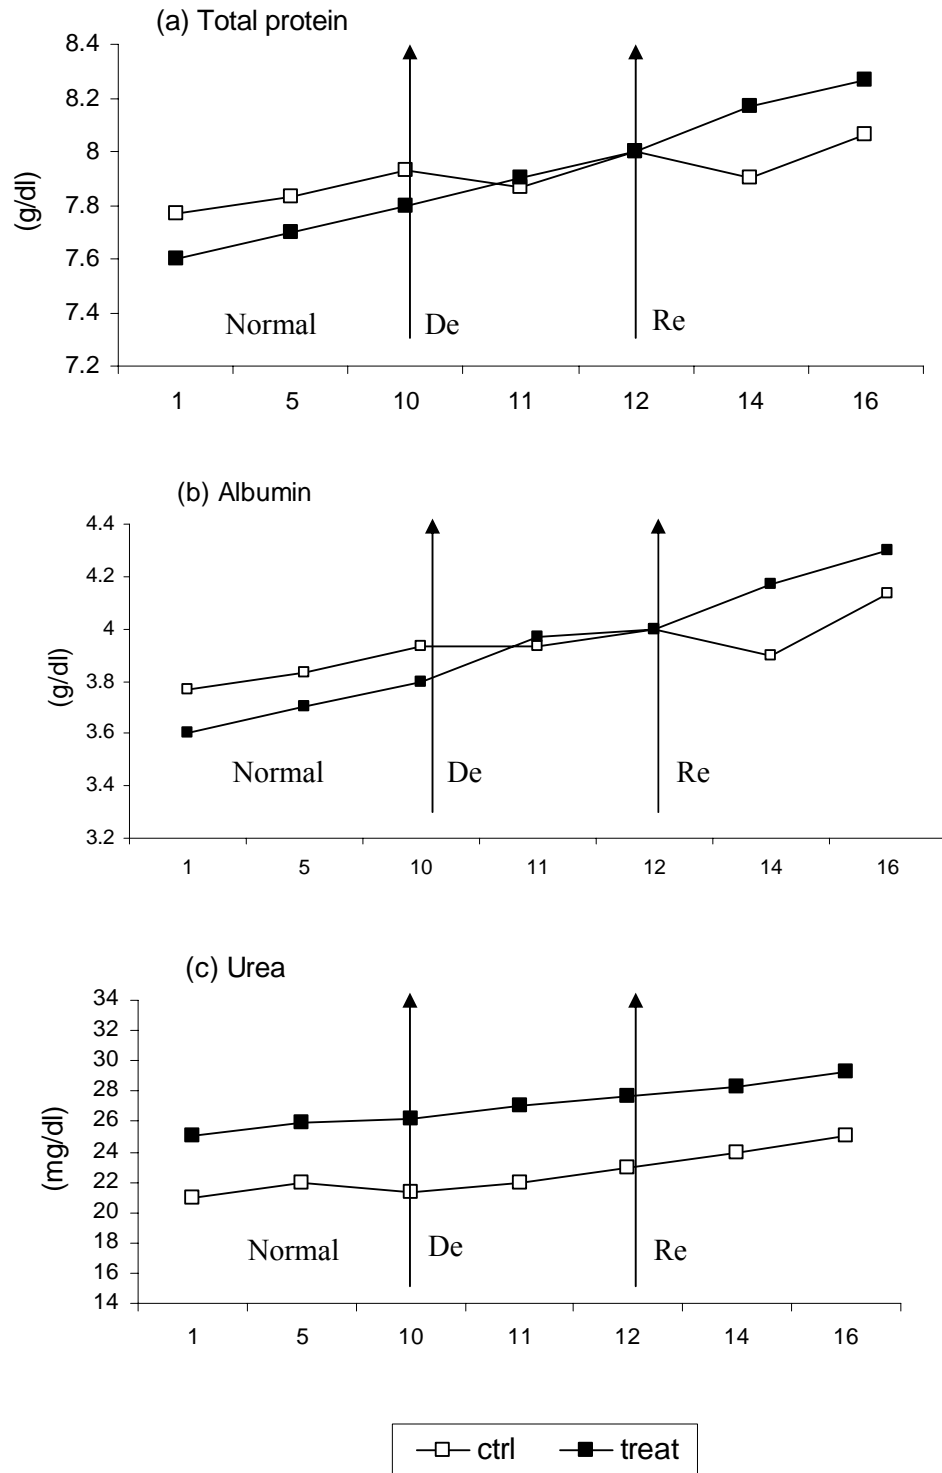 (a) Total protein
8.4
8.2
8
7.8
7.6
7.4
7.2
(g/dl)
Normal
De
Re
1 5 10 11 12 14 16
(b) Albumin
4.4
4.2
4
3.8
3.6
3.4
3.2
(g/dl)
Normal
De
Re
1 5 10 11 12 14 16
(c) Urea
34
32
30
28
26
24
22
20
18
16
14
(mg/dl)
Normal
De
Re
1 5 10 11 12 14 16
ctrl treat